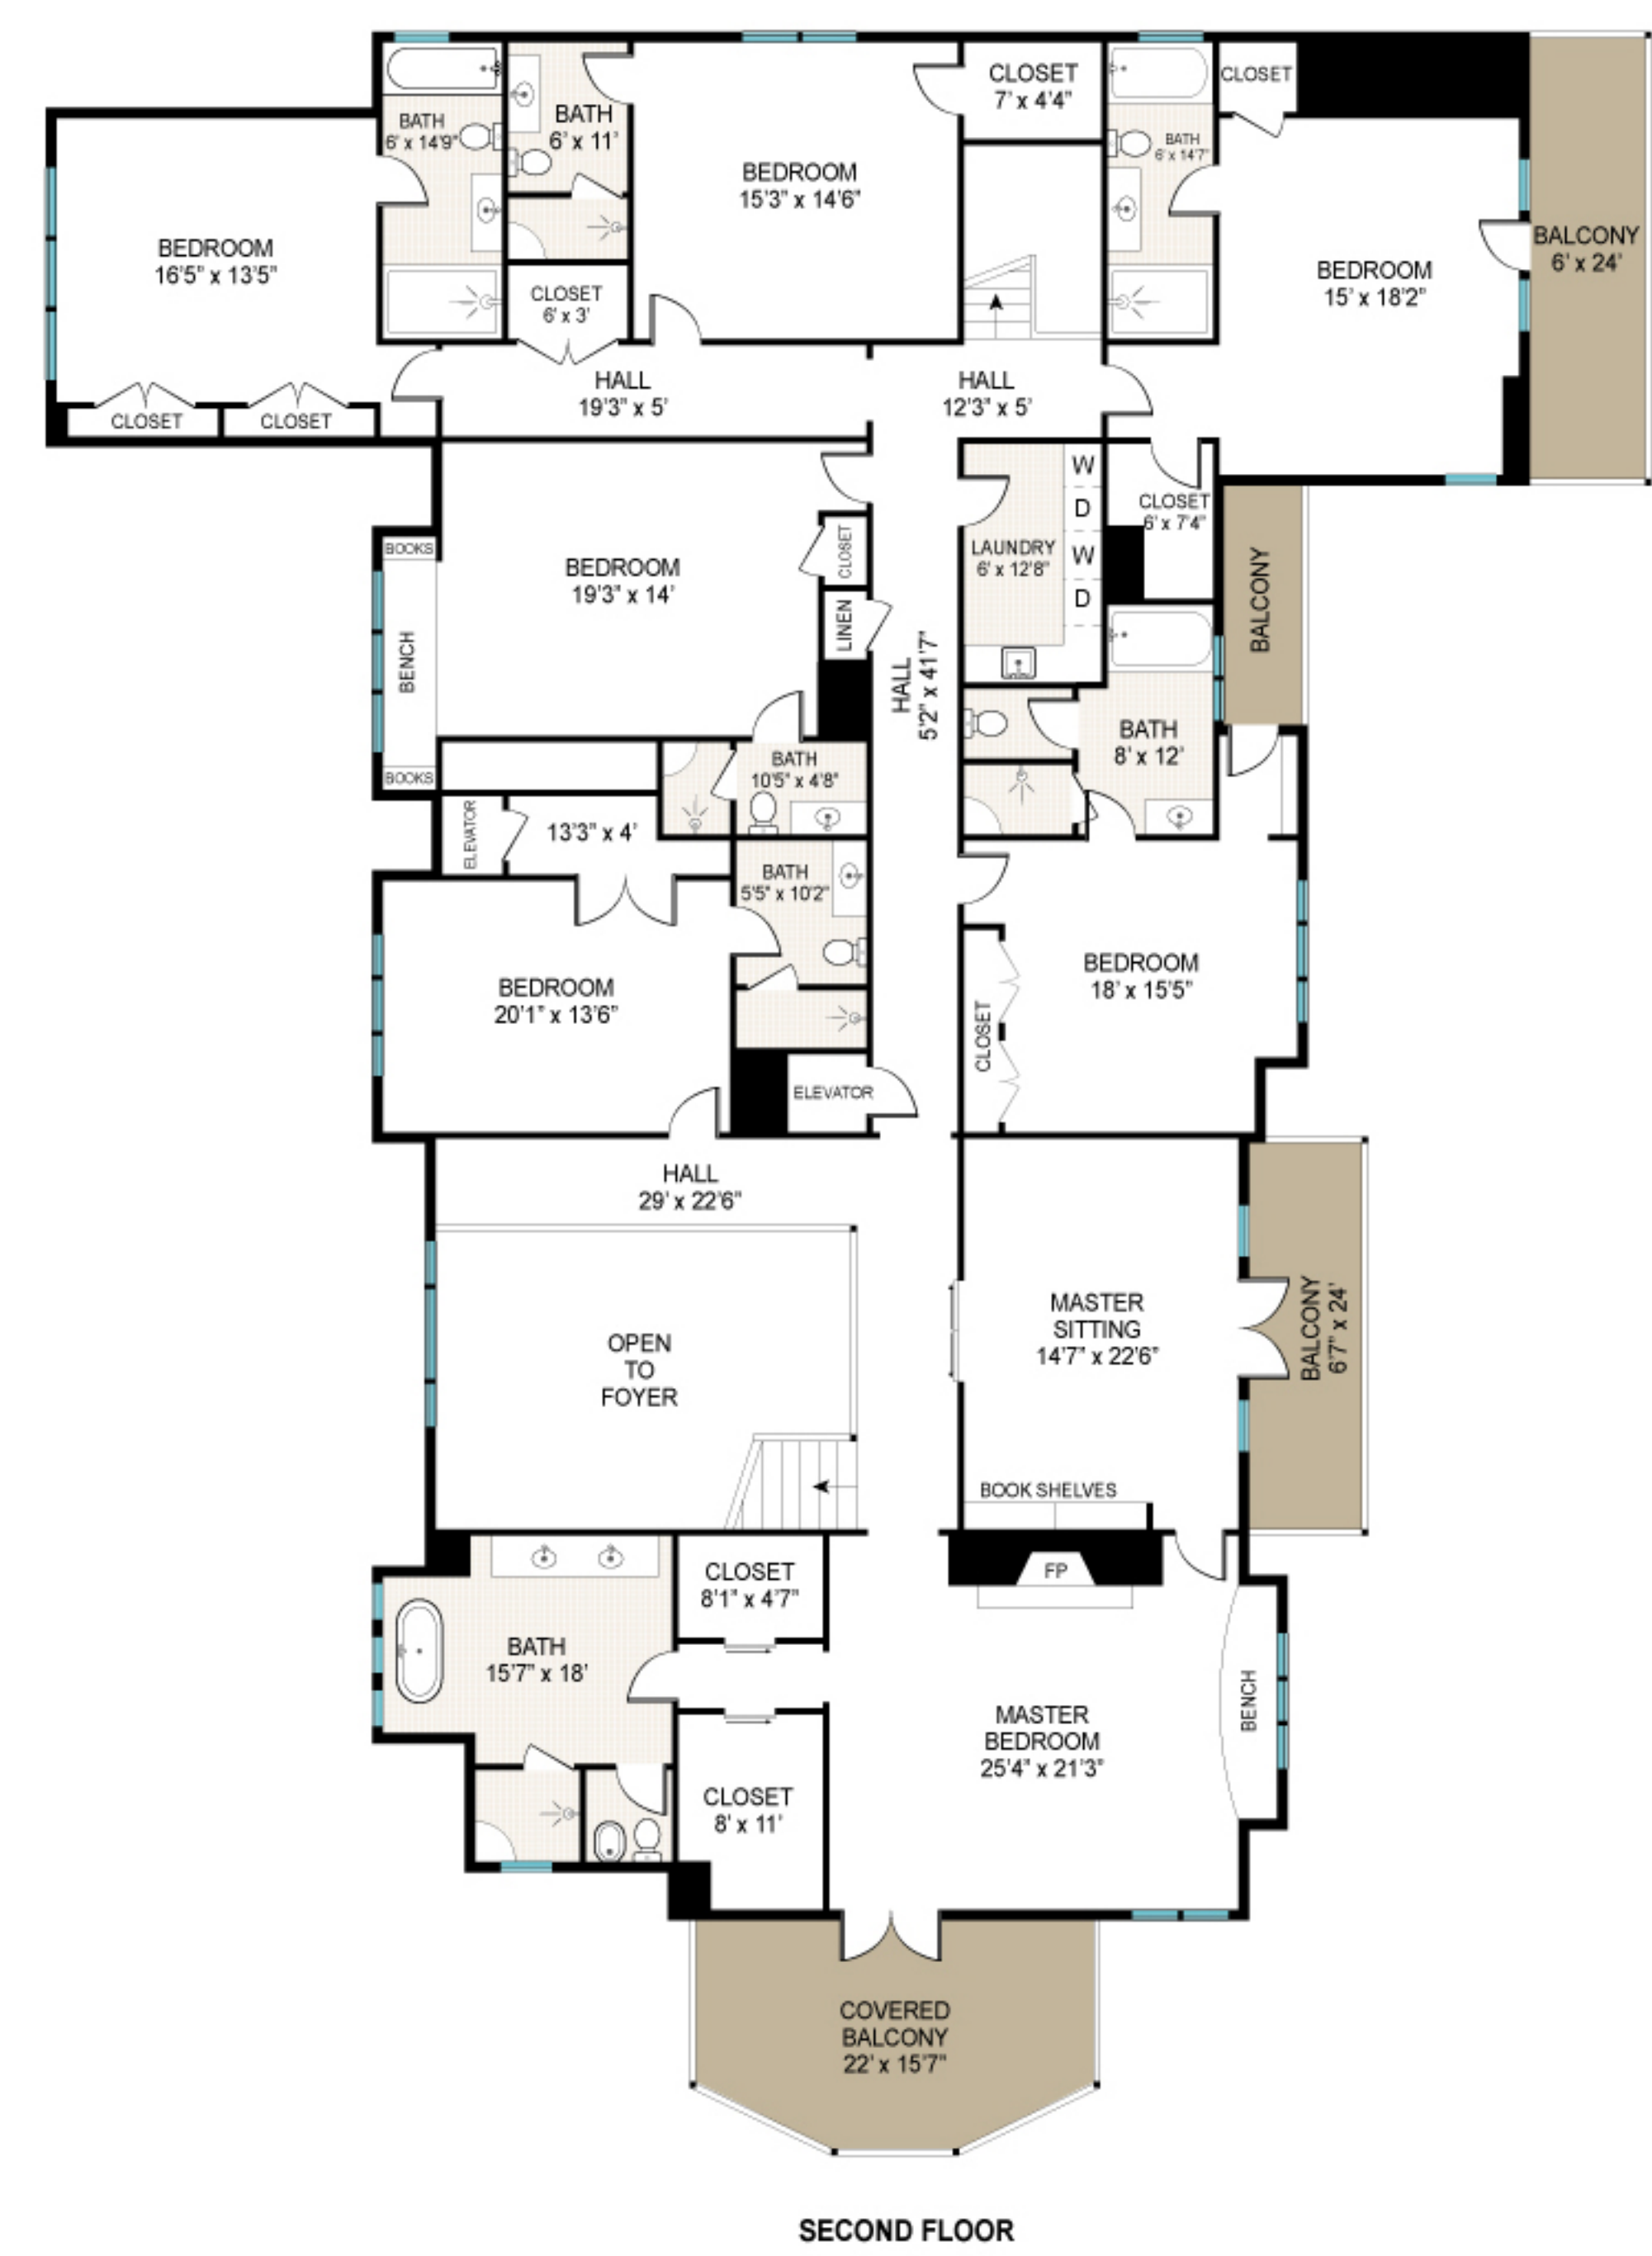 BATH
6' x 14'9"
BATH
6' x 11'
BEDROOM
15'3" x 14'6"
CLOSET
7' x 4'4"
BATH
6' x 14'7"
CLOSET
BEDROOM
16'5" x 13'5"
CLOSET
6' x 3'
BEDROOM
15' x 18'2"
BALCONY
6' x 24'
CLOSET
CLOSET
HALL
19'3" x 5'
HALL
12'3" x 5'
BOOKS
BENCH
BOOKS
BEDROOM
19'3" x 14'
CLOSET
LINEN
HALL
5'2" x 41'7"
LAUNDRY
6' x 12'8"
W
D
W
D
CLOSET
6' x 7'4"
BALCONY
BATH
8' x 12'
BATH
10'5" x 4'8"
ELEVATOR
13'3" x 4'
BATH
5'5" x 10'2"
BEDROOM
20'1" x 13'6"
ELEVATOR
CLOSET
BEDROOM
18' x 15'5"
HALL
29' x 22'6"
OPEN
TO
FOYER
MASTER
SITTING
14'7" x 22'6"
BALCONY
6'7" x 24'
BOOK SHELVES
FP
CLOSET
8'1" x 4'7"
BATH
15'7" x 18'
MASTER
BEDROOM
25'4" x 21'3"
BENCH
CLOSET
8' x 11'
COVERED
BALCONY
22' x 15'7"
SECOND FLOOR